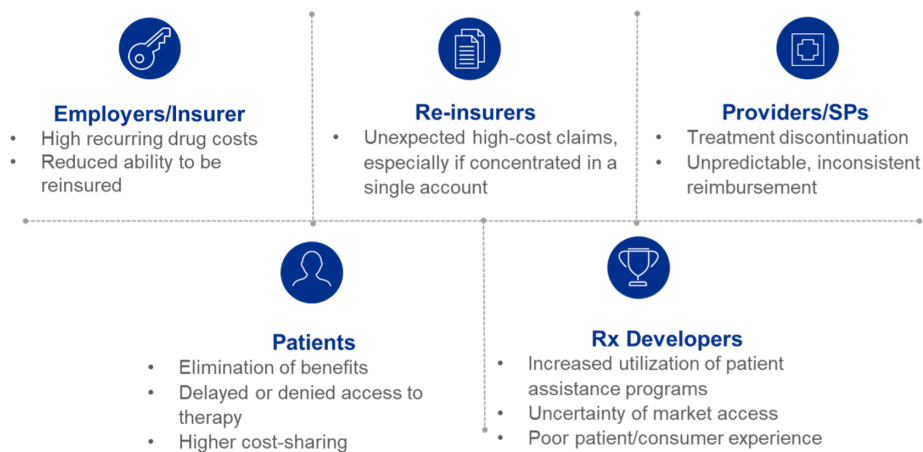 Employers/Insurer
• High recurring drug costs
• Reduced ability to be
reinsured
Re-insurers
• Unexpected high-cost claims,
especially if concentrated in a
single account
Providers/SPs
• Treatment discontinuation
• Unpredictable, inconsistent
reimbursement
Patients
• Elimination of benefits
• Delayed or denied access to
therapy
• Higher cost-sharing
Rx Developers
• Increased utilization of patient
assistance programs
• Uncertainty of market access
• Poor patient/consumer experience